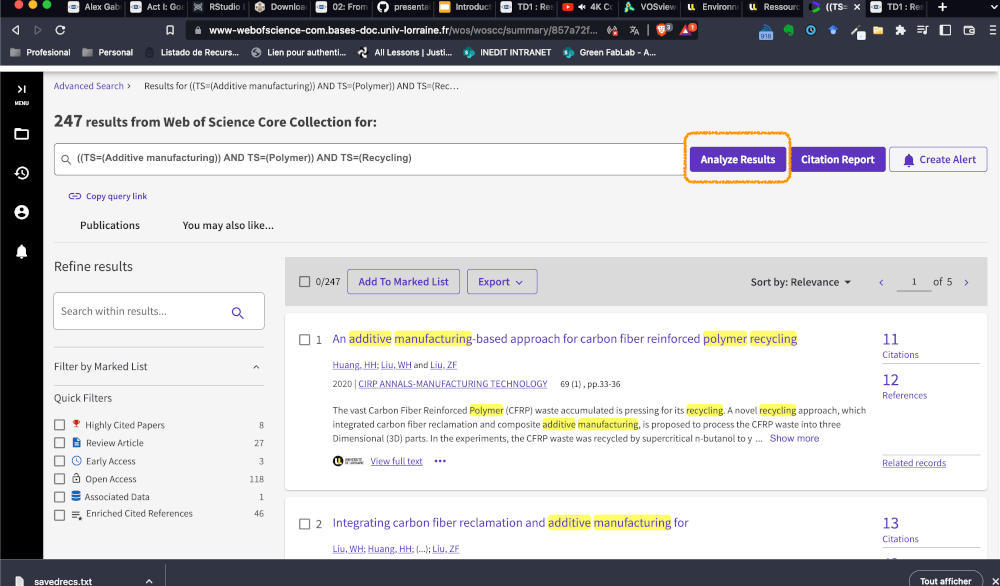 Alex Gab
Act I: Goa
RStudio
Downloa
02: From
presenta
Introduct
TD1 : Re
4K Co
VOSview
Environn
Ressour
((TS=
TD1 : Re
www-webofscience-com.bases-doc.univ-lorraine.fr/wos/woscc/summary/857a72f...
Profesional
Personal
Listado de Recurs...
Lien pour authenti...
All Lessons | Justi...
INEDIT INTRANET
Green FabLab - A...
MENU
Advanced Search > Results for ((TS=(Additive manufacturing)) AND TS=(Polymer)) AND TS=(Rec...
247 results from Web of Science Core Collection for:
((TS=(Additive manufacturing)) AND TS=(Polymer)) AND TS=(Recycling)
Analyze Results
Citation Report
Create Alert
Copy query link
Publications
You may also like...
Refine results
Search within results...
Filter by Marked List
Quick Filters
Highly Cited Papers 8
Review Article 27
Early Access 3
Open Access 118
Associated Data 1
Enriched Cited References 46
0/247
Add To Marked List
Export
Sort by: Relevance
1 of 5
1 An additive manufacturing-based approach for carbon fiber reinforced polymer recycling
Huang, HH; Liu, WH and Liu, ZF
2020 | CIRP ANNALS-MANUFACTURING TECHNOLOGY 69 (1) , pp.33-36
The vast Carbon Fiber Reinforced Polymer (CFRP) waste accumulated is pressing for its recycling. A novel recycling approach, which
integrated carbon fiber reclamation and composite additive manufacturing, is proposed to process the CFRP waste into three
Dimensional (3D) parts. In the experiments, the CFRP waste was recycled by supercritical n-butanol to y ... Show more
View full text
11
Citations
12
References
Related records
2 Integrating carbon fiber reclamation and additive manufacturing for
Liu, WH; Huang, HH; (...); Liu, ZF
13
Citations
savedrecs.txt
Tout afficher